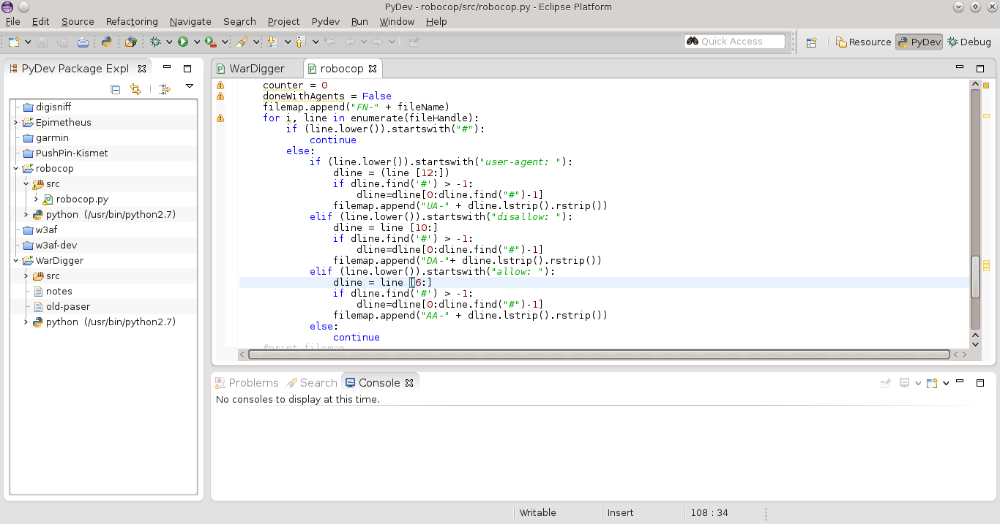 PyDev - robocop/src/robocop.py - Eclipse Platform
File Edit Source Refactoring Navigate Search Project Pydev Run Window Help
Quick Access
Resource PyDev Debug
PyDev Package Expl
digisniff
Epimetheus
garmin
PushPin-Kismet
robocop
src
robocop.py
python (/usr/bin/python2.7)
w3af
w3af-dev
WarDigger
src
notes
old-paser
python (/usr/bin/python2.7)
WarDigger robocop
counter = 0
doneWithAgents = False
filemap.append("FN-" + fileName)
for i, line in enumerate(fileHandle):
if (line.lower()).startswith("#"):
continue
else:
if (line.lower()).startswith("user-agent: "):
dline = (line [12:])
if dline.find('#') > -1:
dline=dline[0:dline.find("#")-1]
filemap.append("UA-" + dline.lstrip().rstrip())
elif (line.lower()).startswith("disallow: "):
dline = line [10:]
if dline.find('#') > -1:
dline=dline[0:dline.find("#")-1]
filemap.append("DA-"+ dline.lstrip().rstrip())
elif (line.lower()).startswith("allow: "):
dline = line [6:]
if dline.find('#') > -1:
dline=dline[0:dline.find("#")-1]
filemap.append("AA-" + dline.lstrip().rstrip())
else:
continue
#print filemap
Problems Search Console
No consoles to display at this time.
Writable Insert 108 : 34